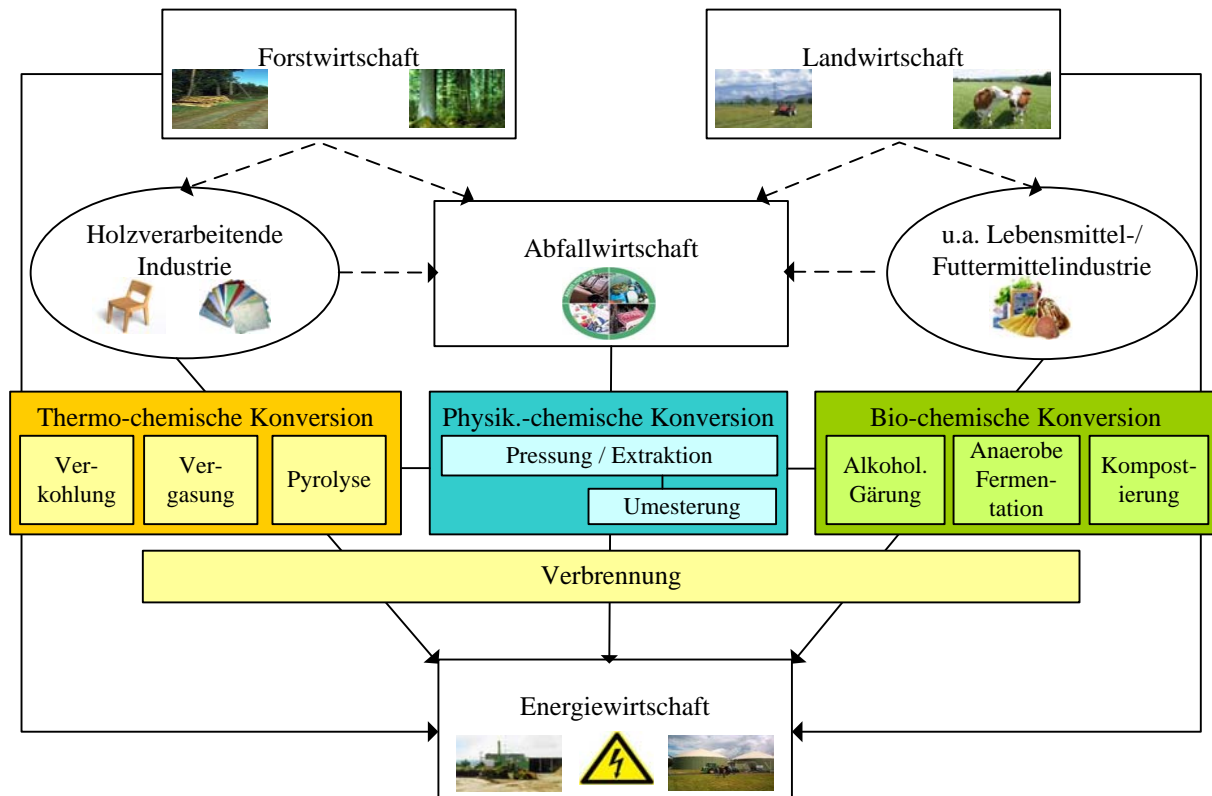 Forstwirtschaft
Landwirtschaft
Holzverarbeitende
Industrie
Abfallwirtschaft
u.a. Lebensmittel-/
Futtermittelindustrie
Thermo-chemische Konversion
Ver-
kohlung
Ver-
gasung
Pyrolyse
Physik.-chemische Konversion
Pressung / Extraktion
Umesterung
Bio-chemische Konversion
Alkohol.
Gärung
Anaerobe
Fermen-
tation
Kompost-
ierung
Verbrennung
Energiewirtschaft